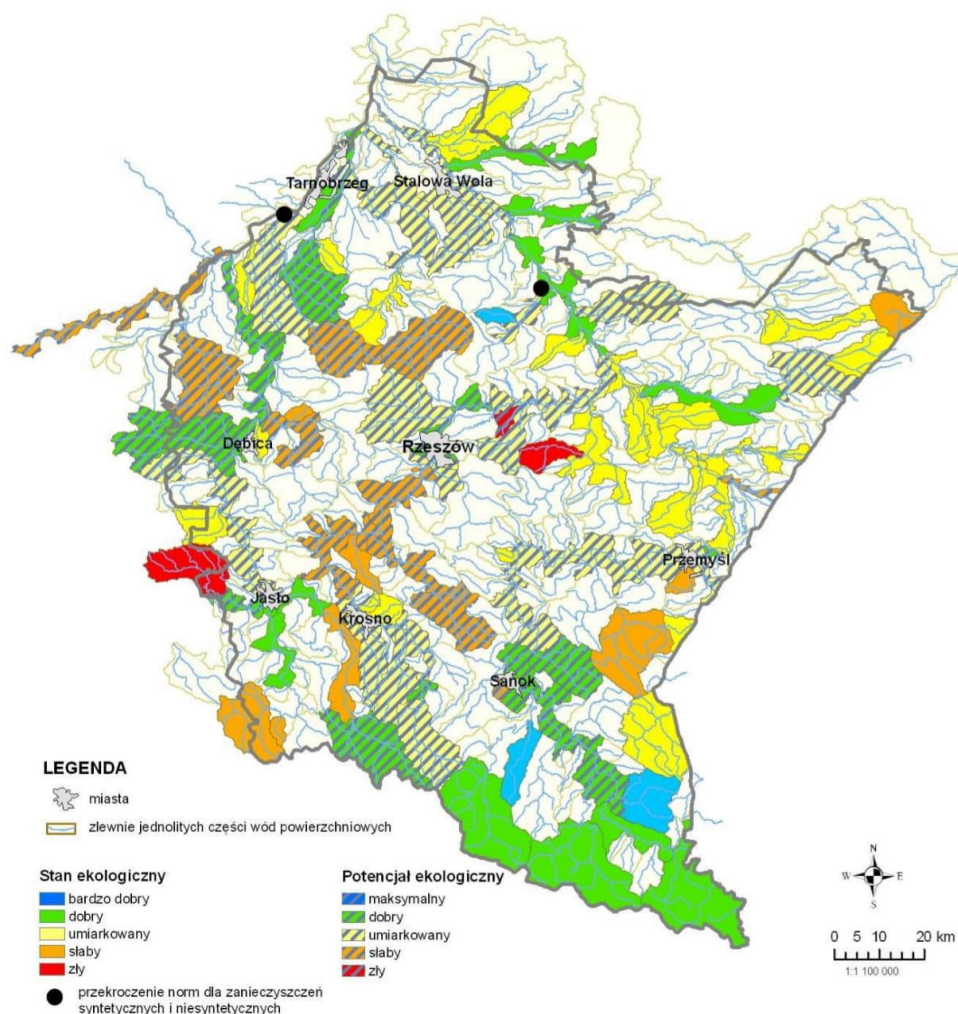 Tarnobrzeg
Stalowa Wola
Dębica
Rzeszów
Przemyśl
Jasło
Krosno
Sanok
LEGENDA
miasta
zlewnie jednolitych części wód powierzchniowych
Stan ekologiczny
bardzo dobry
dobry
umiarkowany
słaby
zły
przekroczenie norm dla zanieczyszczeń
syntetycznych i niesyntetycznych
Potencjał ekologiczny
maksymalny
dobry
umiarkowany
słaby
zły
N
W E
S
0 5 10 20 km
1:1 100 000